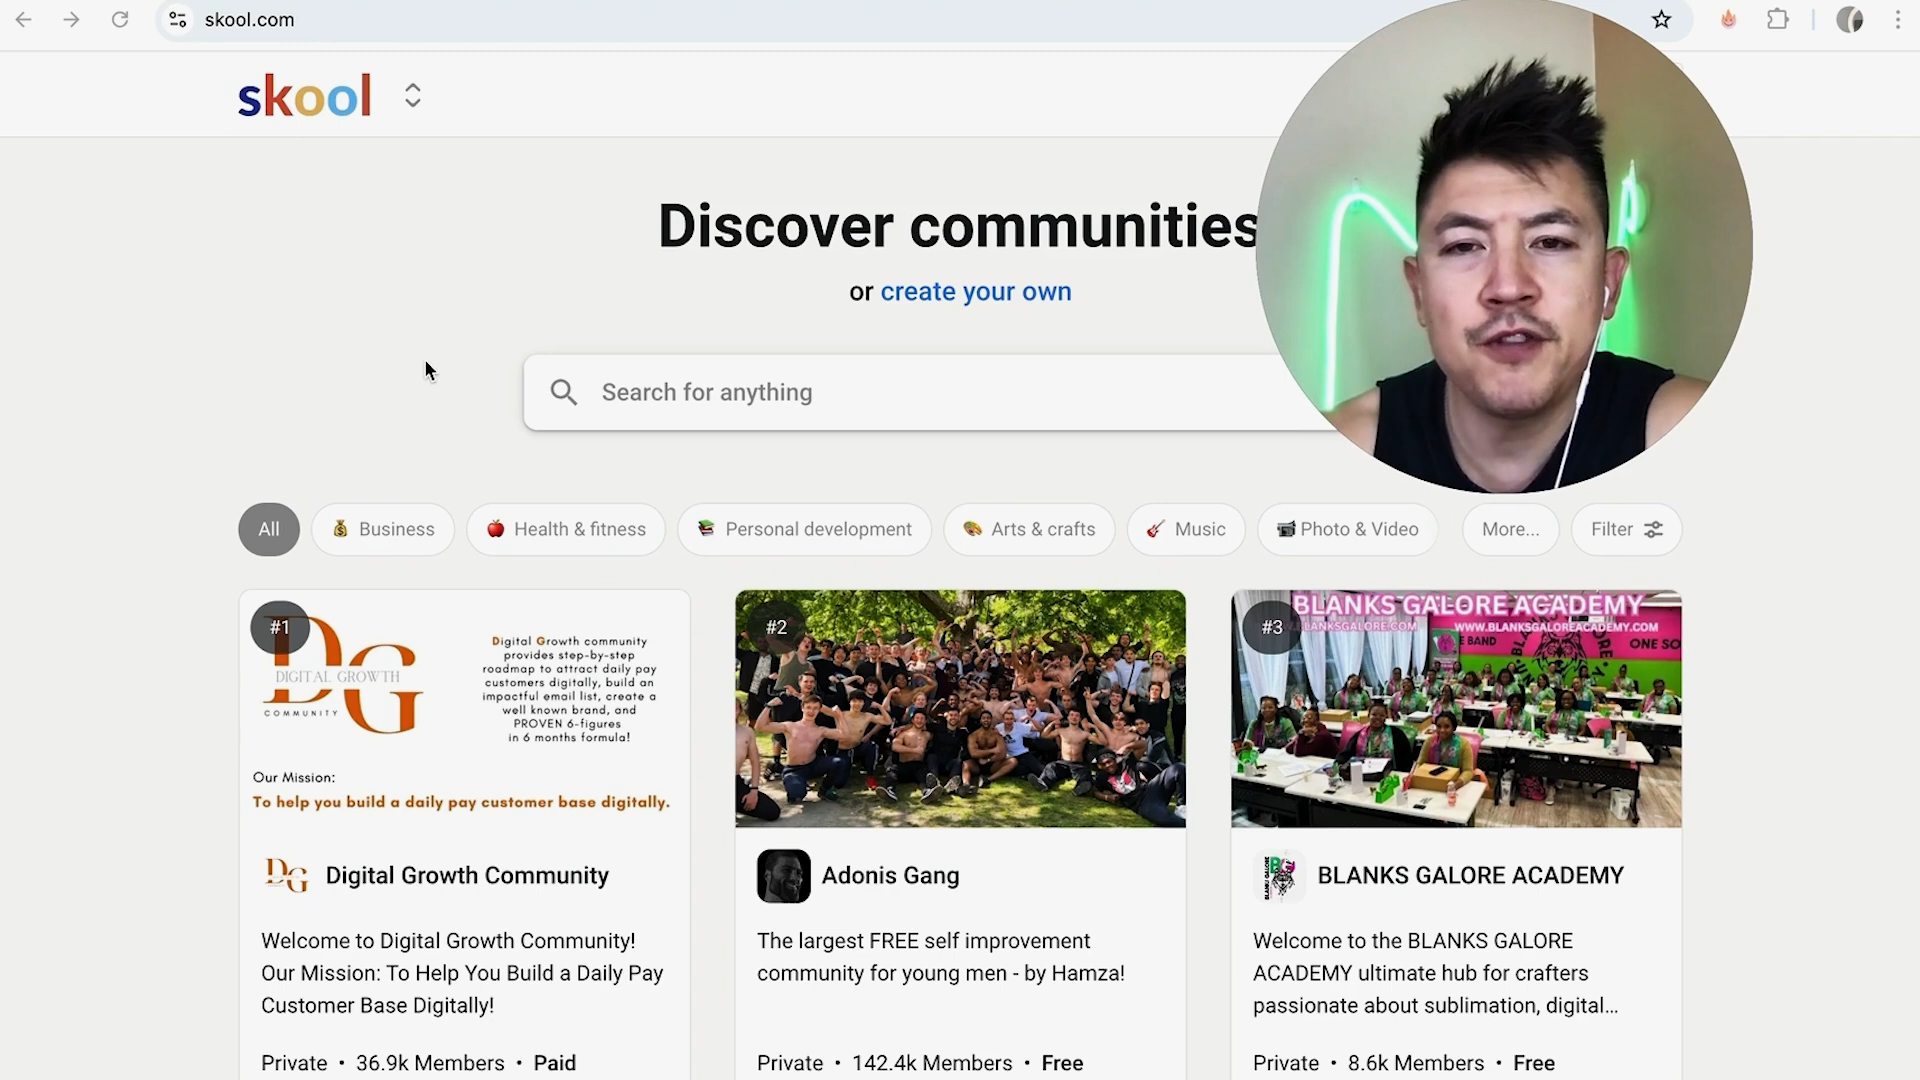 skool.com
skool
Discover communities
or create your own
Search for anything
All
Business
Health & fitness
Personal development
Arts & crafts
Music
Photo & Video
More...
Filter
#1
DIGITAL GROWTH
COMMUNITY
Digital Growth community
provides step-by-step
roadmap to attract daily pay
customers digitally, build an
impactful email list, create a
well known brand, and
PROVEN 6-figures
in 6 months formula!
Our Mission:
To help you build a daily pay customer base digitally.
DG Digital Growth Community
Welcome to Digital Growth Community!
Our Mission: To Help You Build a Daily Pay
Customer Base Digitally!
Private • 36.9k Members • Paid
#2
Adonis Gang
The largest FREE self improvement
community for young men - by Hamza!
Private • 142.4k Members • Free
#3
BLANKS GALORE ACADEMY
BLANKSGALORE.COM
WWW.BLANKSGALOREACADEMY.COM
E BAND
ONE SO
BLANKS GALORE ACADEMY
Welcome to the BLANKS GALORE
ACADEMY ultimate hub for crafters
passionate about sublimation, digital...
Private • 8.6k Members • Free